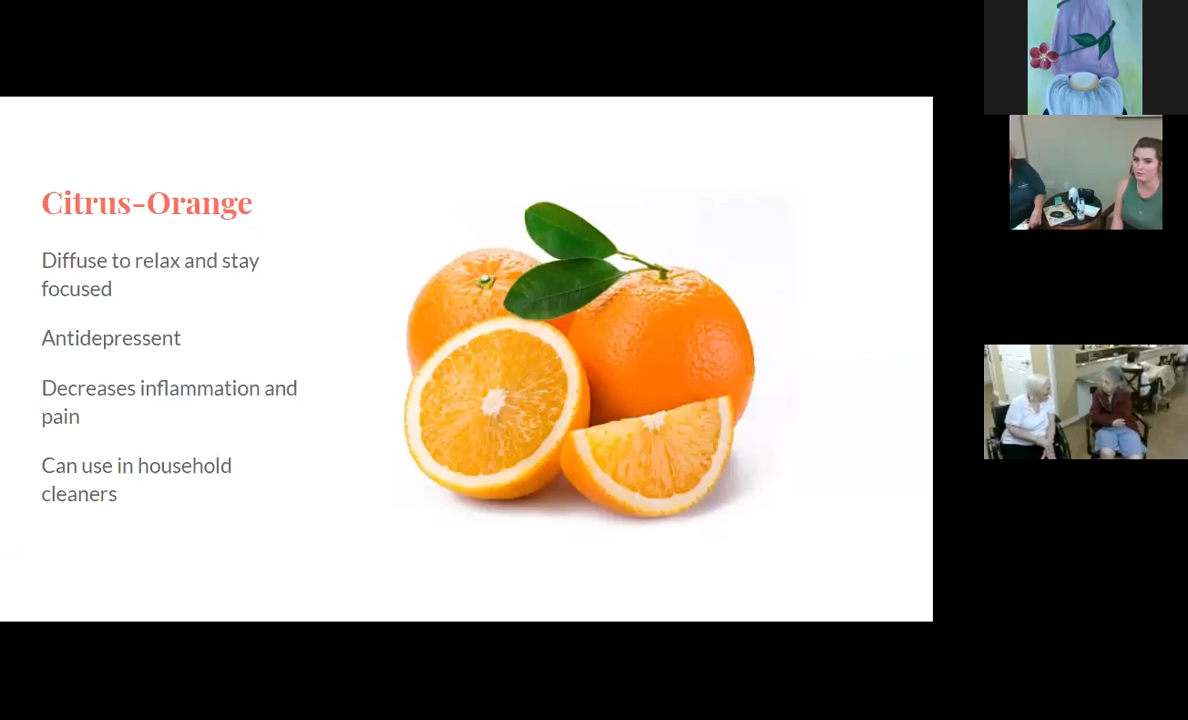 Citrus-Orange
Diffuse to relax and stay
focused
Antidepressent
Decreases inflammation and
pain
Can use in household
cleaners